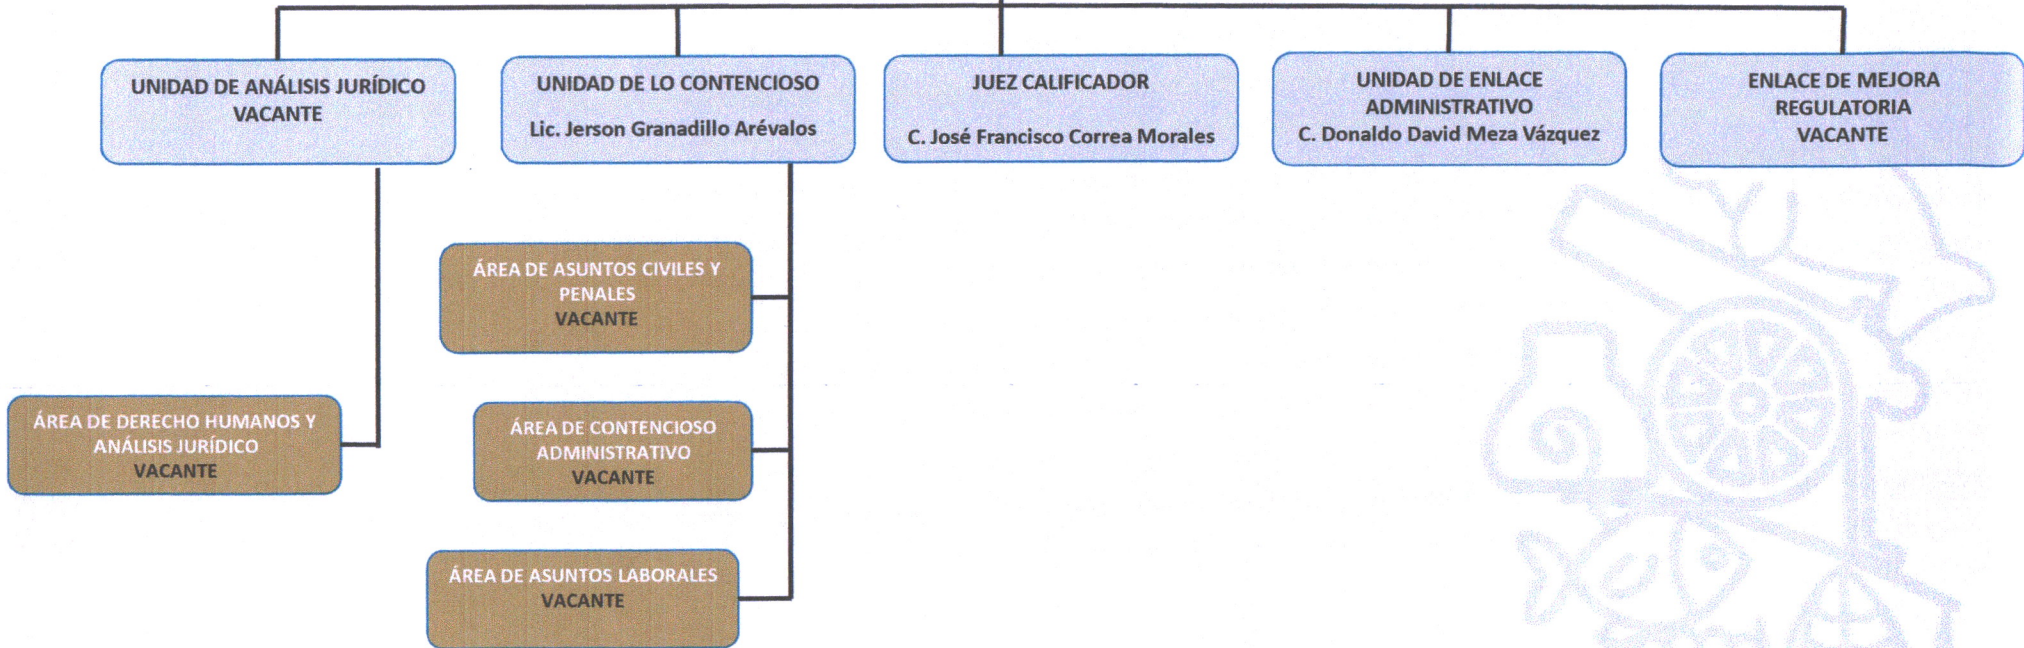 UNIDAD DE ANÁLISIS JURÍDICO
VACANTE
UNIDAD DE LO CONTENCIOSO
Lic. Jerson Granadillo Arévalos
JUEZ CALIFICADOR
C. José Francisco Correa Morales
UNIDAD DE ENLACE
ADMINISTRATIVO
C. Donaldo David Meza Vázquez
ENLACE DE MEJORA
REGULATORIA
VACANTE
ÁREA DE ASUNTOS CIVILES Y
PENALES
VACANTE
ÁREA DE DERECHO HUMANOS Y
ANÁLISIS JURÍDICO
VACANTE
ÁREA DE CONTENCIOSO
ADMINISTRATIVO
VACANTE
ÁREA DE ASUNTOS LABORALES
VACANTE